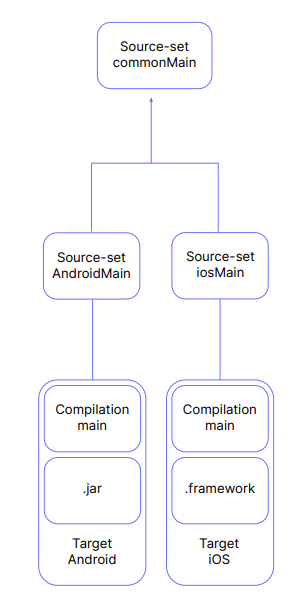 Source-set
commonMain
Source-set
AndroidMain
Source-set
iosMain
Compilation
main
.jar
Target
Android
Compilation
main
.framework
Target
iOS